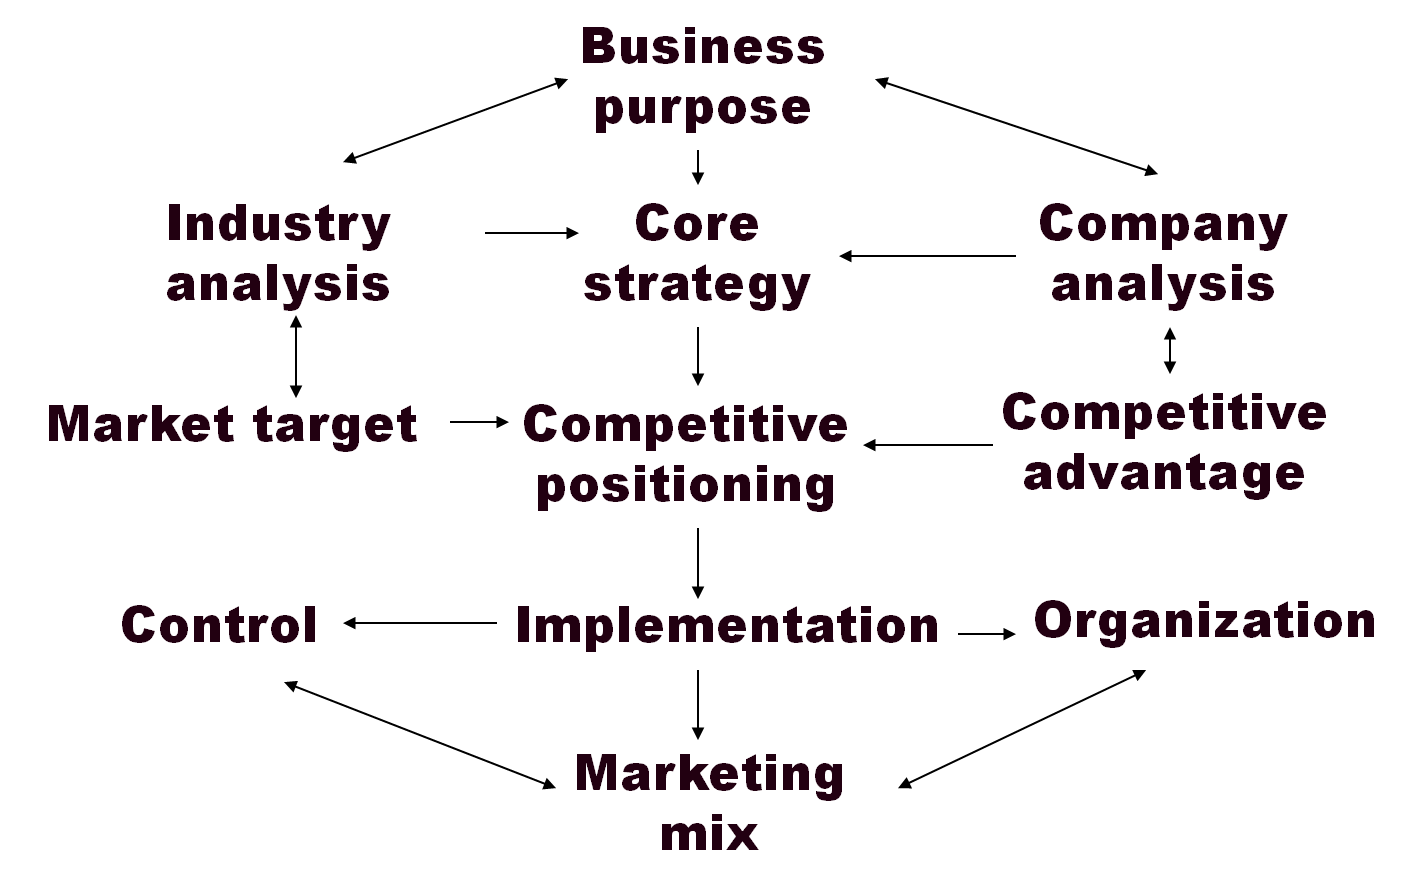 Business
purpose
Industry
analysis
Core
strategy
Company
analysis
Market target
Competitive
positioning
Competitive
advantage
Control
Implementation
Organization
Marketing
mix